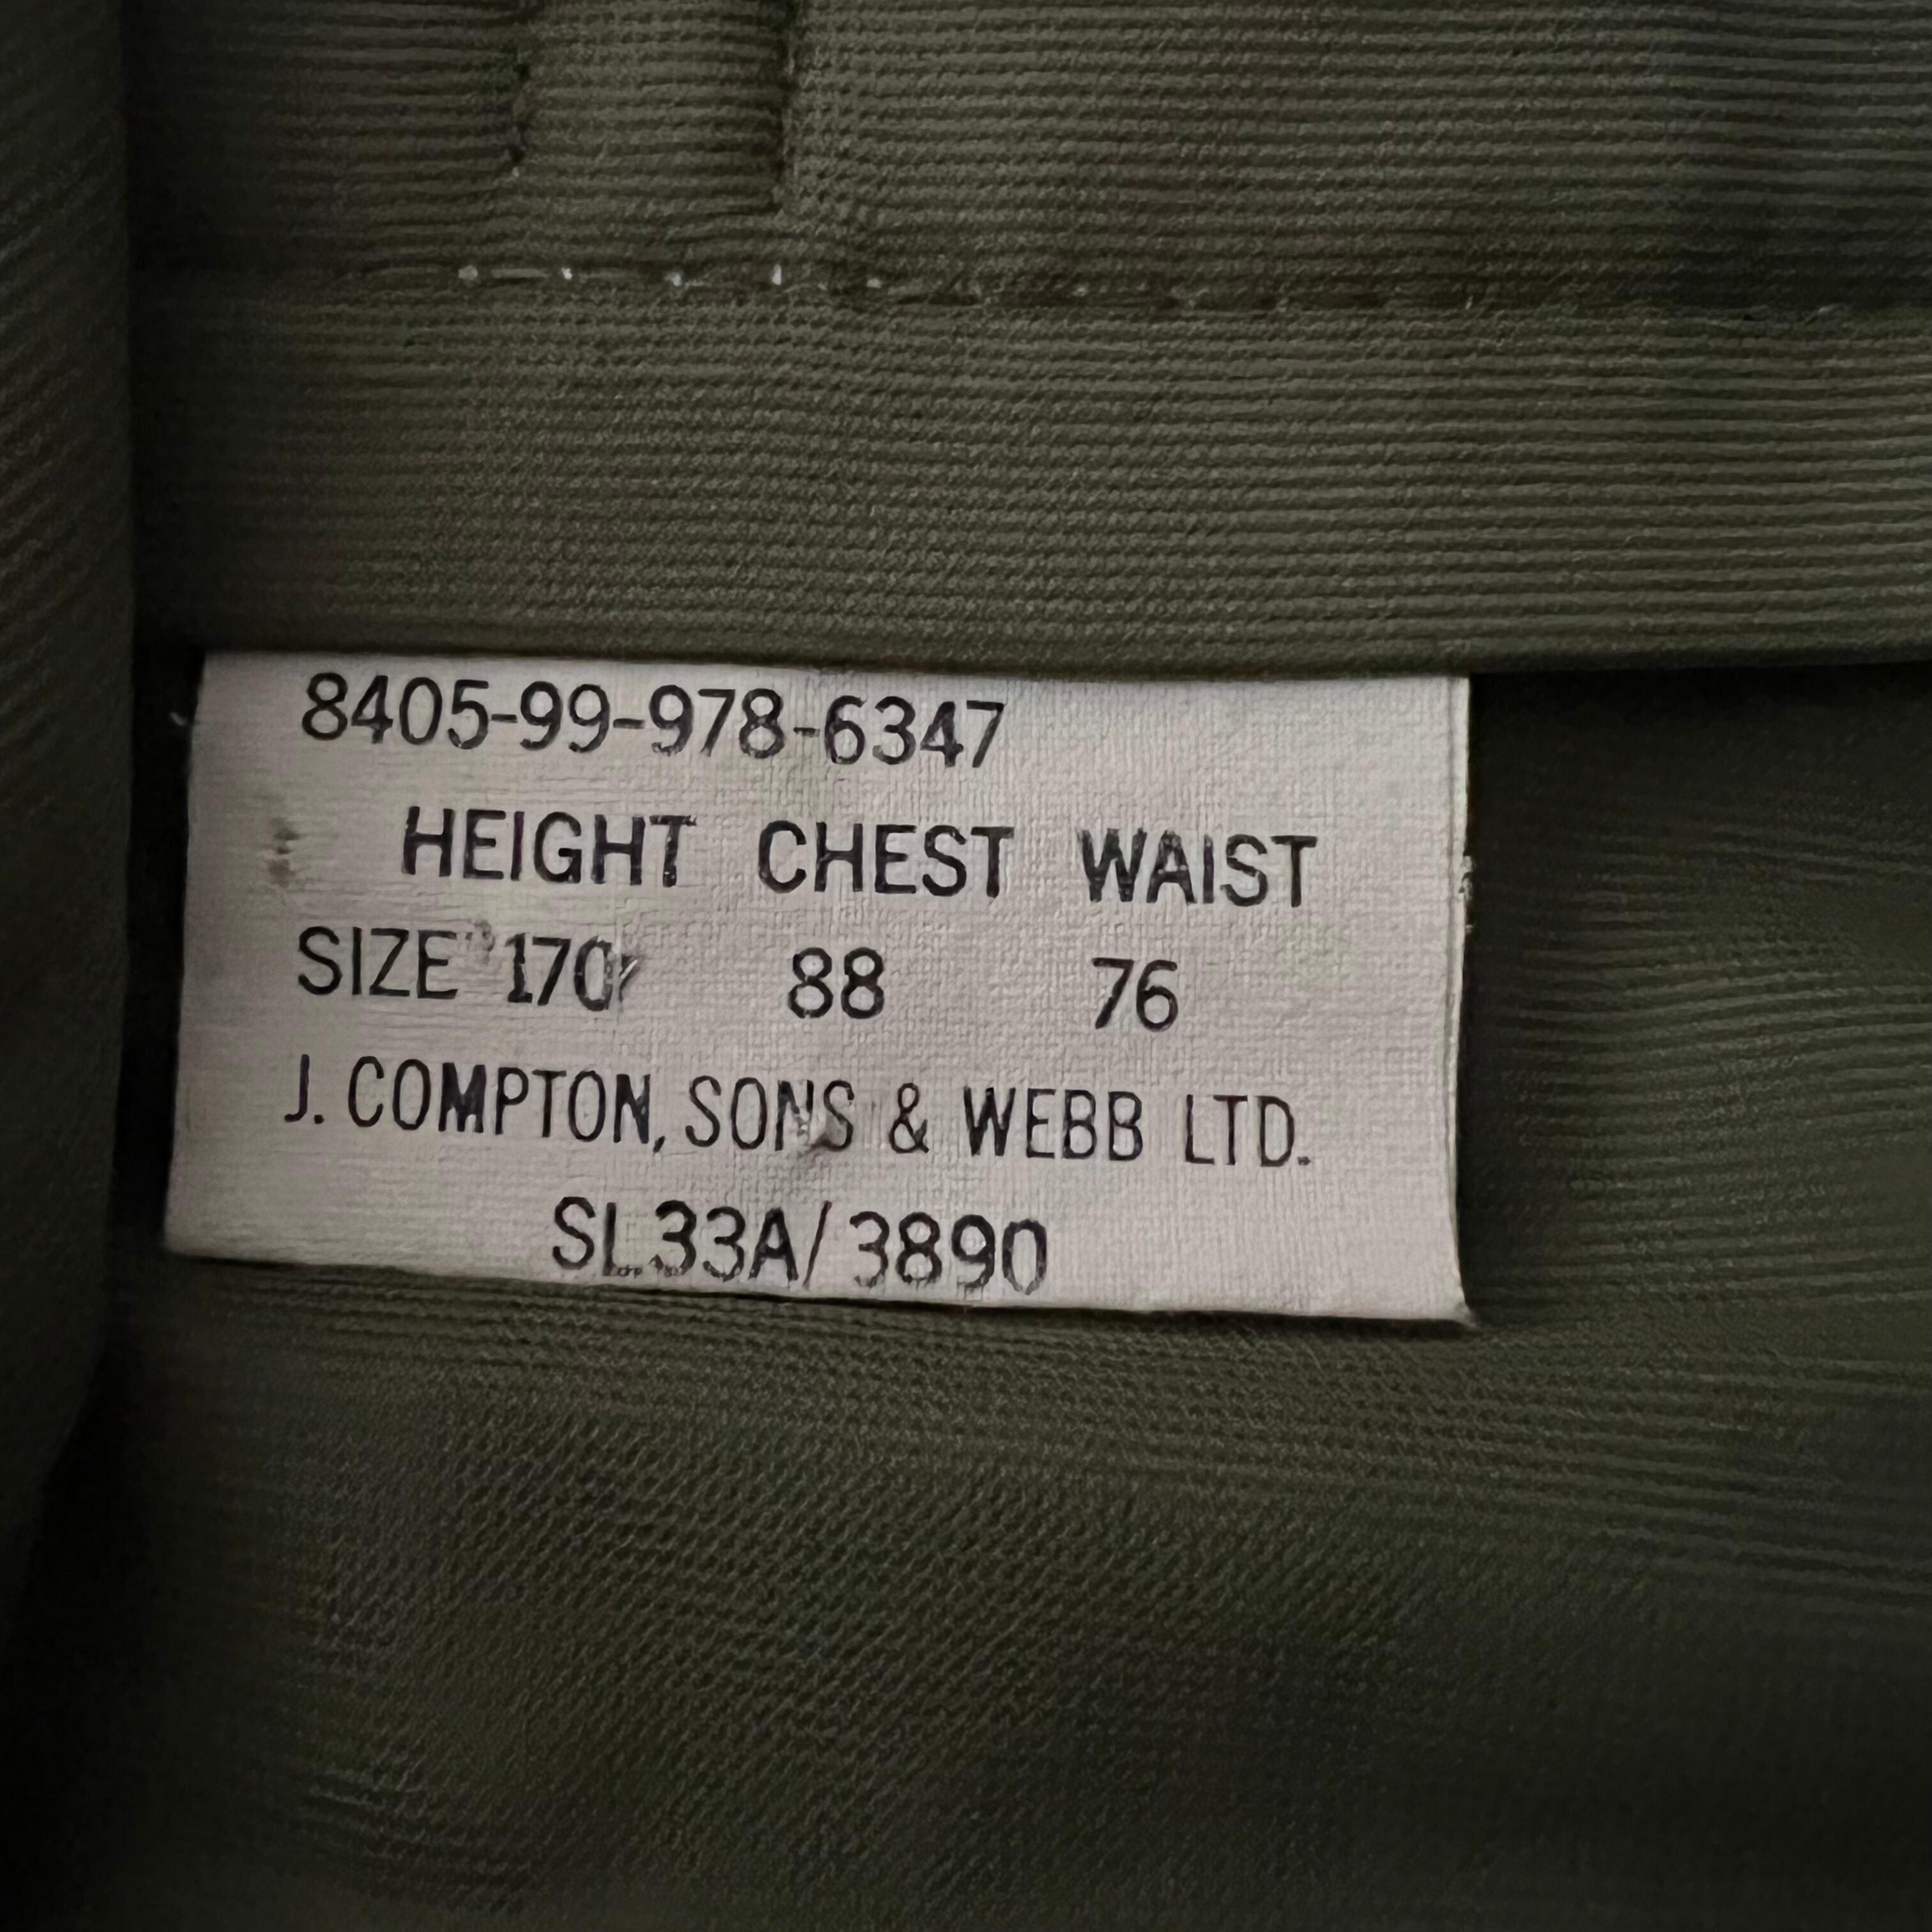 8405-99-978-6347
HEIGHT CHEST WAIST
SIZE 170 88 76
J. COMPTON, SONS & WEBB LTD.
SL33A/3890